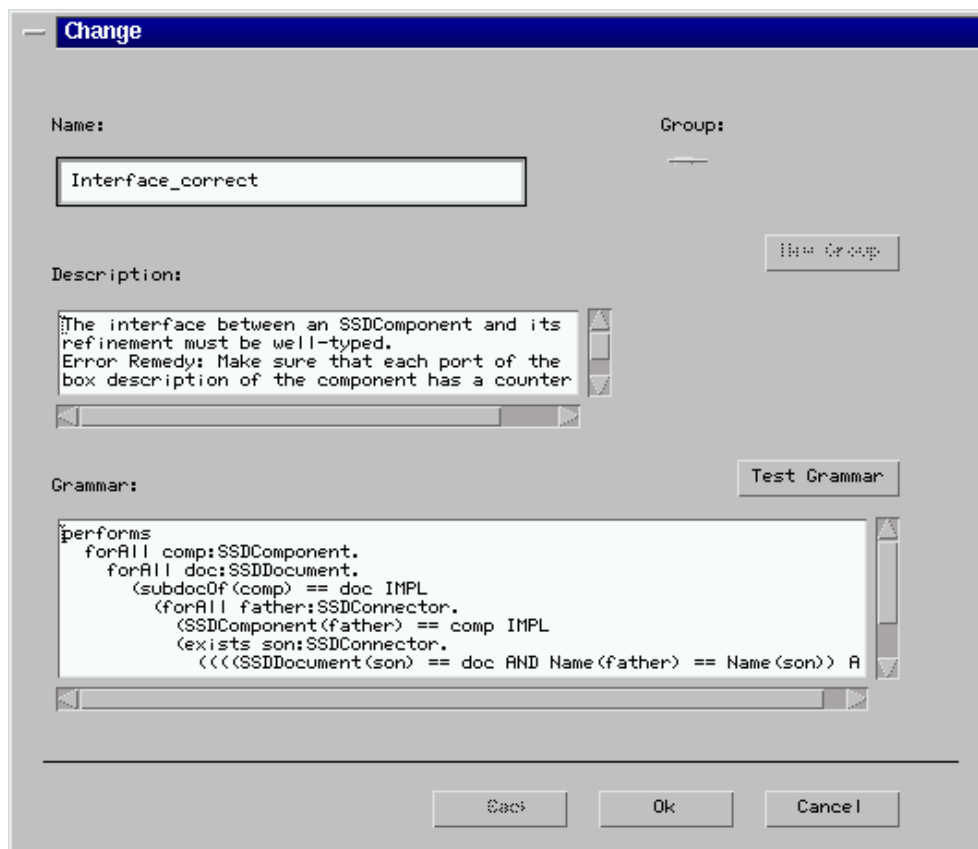 Change
Name:
Group:
Interface_correct
New Group
Description:
The interface between an SSDComponent and its
refinement must be well-typed.
Error Remedy: Make sure that each port of the
box description of the component has a counter
Test Grammar
Grammar:
performs
forAll comp:SSDComponent.
forAll doc:SSDDocument.
(subdocOf(comp) == doc IMPL
(forAll father:SSDConnector.
(SSDComponent(father) == comp IMPL
(exists son:SSDConnector.
((((SSDDocument(son) == doc AND Name(father) == Name(son)) A
Back
Ok
Cancel